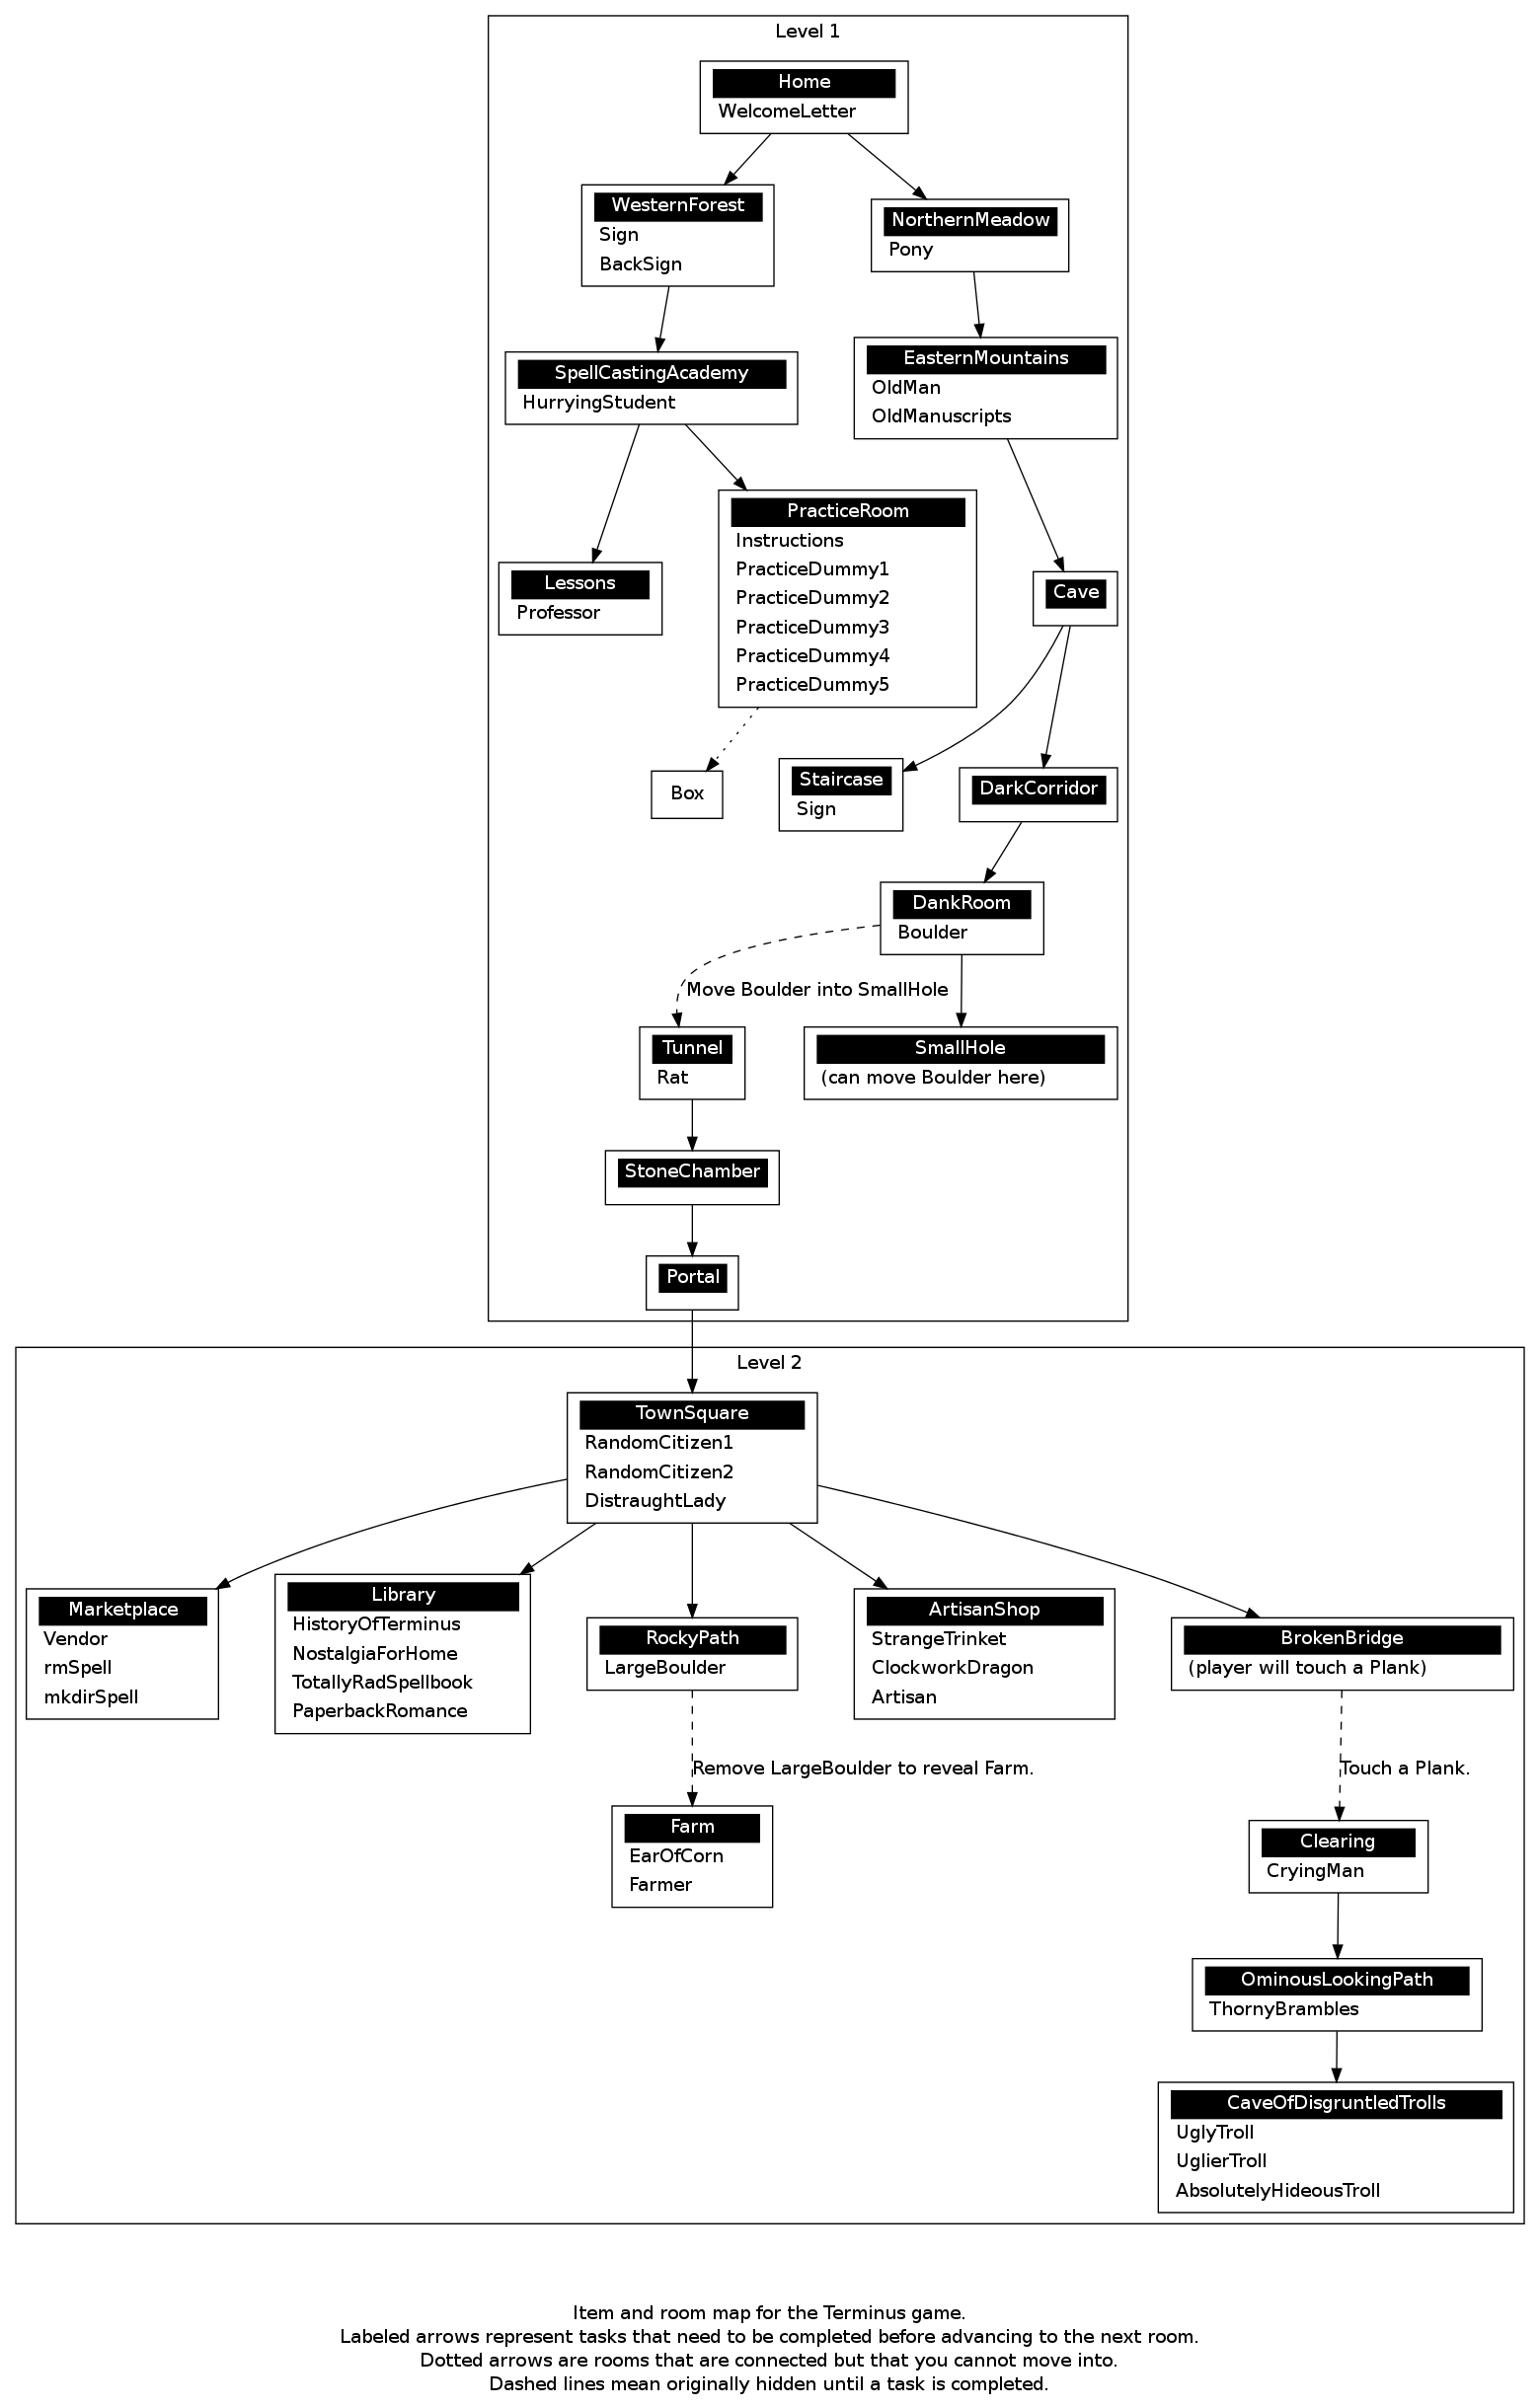 Level 1
Home
WelcomeLetter
WesternForest
Sign
BackSign
NorthernMeadow
Pony
SpellCastingAcademy
HurryingStudent
EasternMountains
OldMan
OldManuscripts
Lessons
Professor
PracticeRoom
Instructions
PracticeDummy1
PracticeDummy2
PracticeDummy3
PracticeDummy4
PracticeDummy5
Cave
Box
Staircase
Sign
DarkCorridor
DankRoom
Boulder
Move Boulder into SmallHole
Tunnel
Rat
SmallHole
(can move Boulder here)
StoneChamber
Portal
Level 2
TownSquare
RandomCitizen1
RandomCitizen2
DistraughtLady
Marketplace
Vendor
rmSpell
mkdirSpell
Library
HistoryOfTerminus
NostalgiaForHome
TotallyRadSpellbook
PaperbackRomance
RockyPath
LargeBoulder
ArtisanShop
StrangeTrinket
ClockworkDragon
Artisan
BrokenBridge
(player will touch a Plank)
Remove LargeBoulder to reveal Farm.
Touch a Plank.
Farm
EarOfCorn
Farmer
Clearing
CryingMan
OminousLookingPath
ThornyBrambles
CaveOfDisgruntledTrolls
UglyTroll
UglierTroll
AbsolutelyHideousTroll
Item and room map for the Terminus game.
Labeled arrows represent tasks that need to be completed before advancing to the next room.
Dotted arrows are rooms that are connected but that you cannot move into.
Dashed lines mean originally hidden until a task is completed.